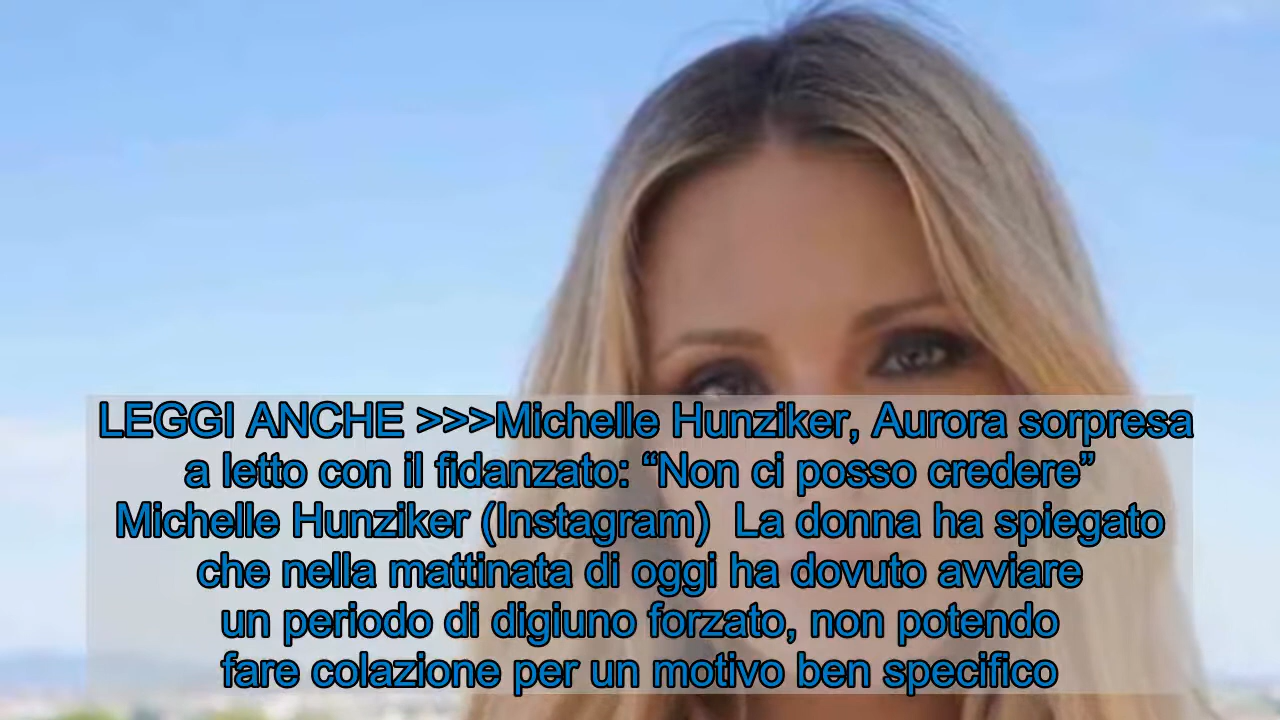 LEGGI ANCHE >>>Michelle Hunziker, Aurora sorpresa
a letto con il fidanzato: “Non ci posso credere”
Michelle Hunziker (Instagram)  La donna ha spiegato
che nella mattinata di oggi ha dovuto avviare
un periodo di digiuno forzato, non potendo
fare colazione per un motivo ben specifico